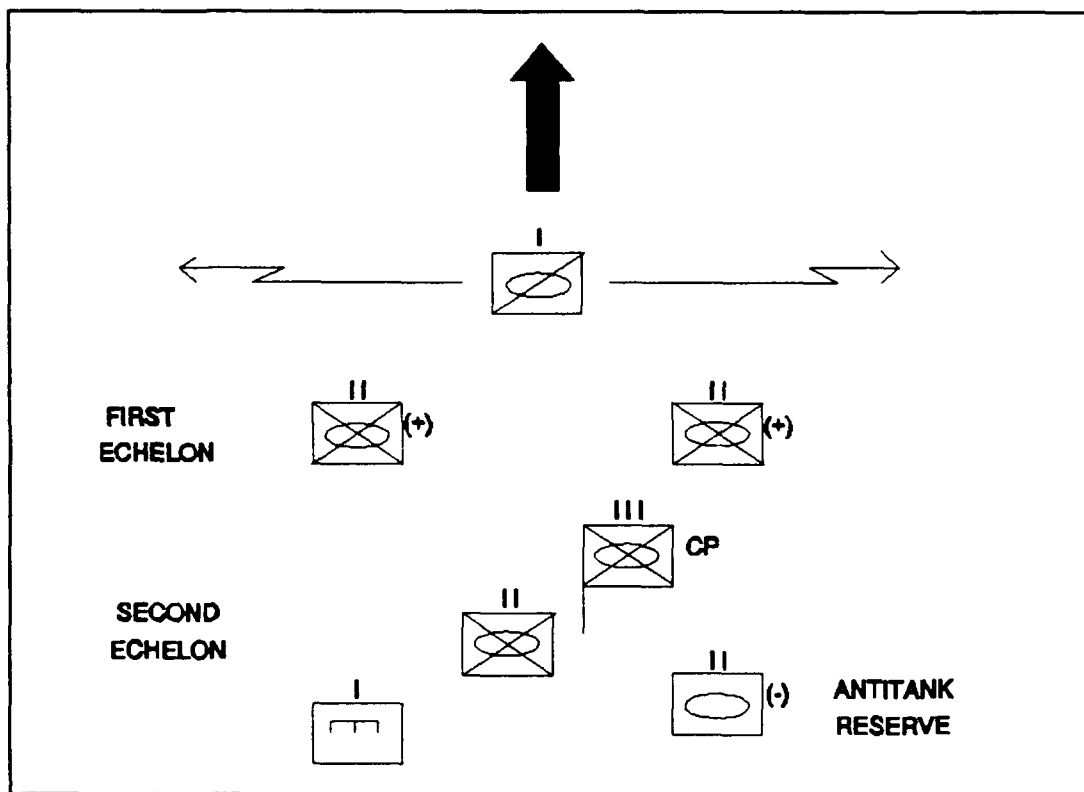 I
II
II
(+)
(+)
FIRST
ECHELON
III
CP
SECOND
ECHELON
II
I
II
(-)
ANTITANK
RESERVE